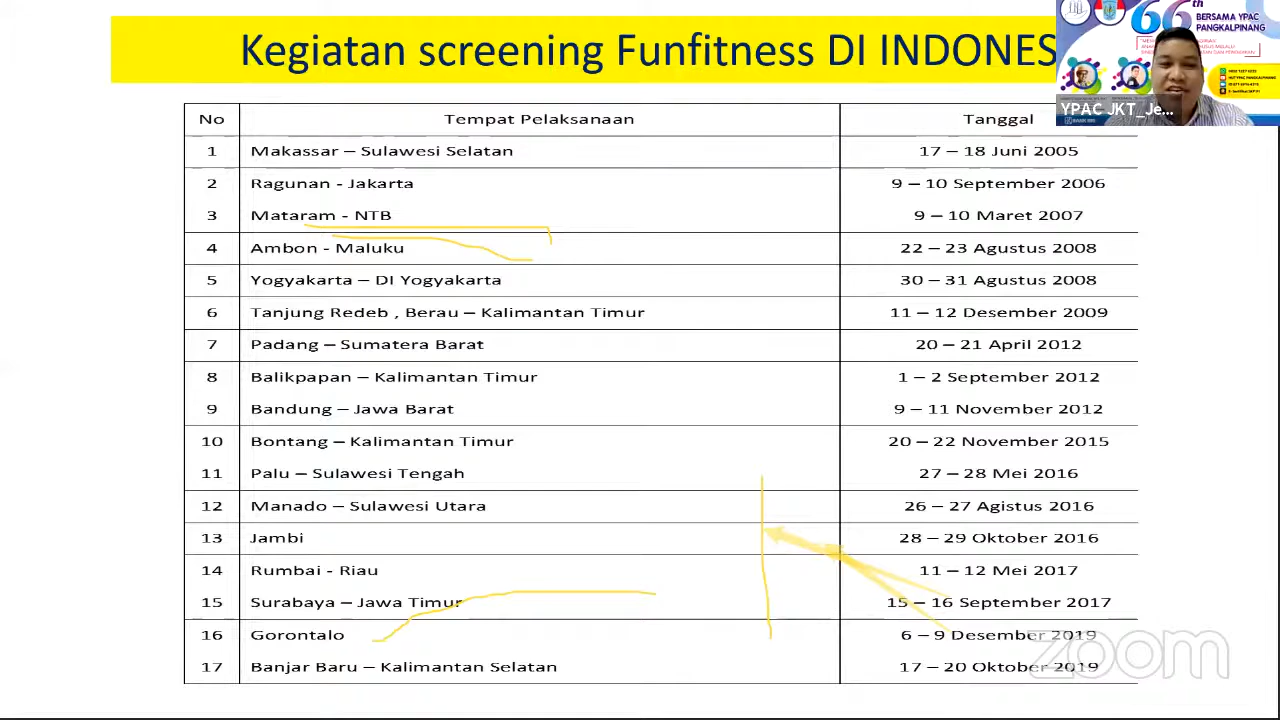 Kegiatan screening Funfitness DI INDONES
66th
BERSAMA YPAC
PANGKALPINANG
YPAC JKT_Je...
No Tempat Pelaksanaan Tanggal
1 Makassar – Sulawesi Selatan 17 – 18 Juni 2005
2 Ragunan - Jakarta 9 – 10 September 2006
3 Mataram - NTB 9 – 10 Maret 2007
4 Ambon - Maluku 22 – 23 Agustus 2008
5 Yogyakarta – DI Yogyakarta 30 – 31 Agustus 2008
6 Tanjung Redeb , Berau – Kalimantan Timur 11 – 12 Desember 2009
7 Padang – Sumatera Barat 20 – 21 April 2012
8 Balikpapan – Kalimantan Timur 1 – 2 September 2012
9 Bandung – Jawa Barat 9 – 11 November 2012
10 Bontang – Kalimantan Timur 20 – 22 November 2015
11 Palu – Sulawesi Tengah 27 – 28 Mei 2016
12 Manado – Sulawesi Utara 26 – 27 Agistus 2016
13 Jambi 28 – 29 Oktober 2016
14 Rumbai - Riau 11 – 12 Mei 2017
15 Surabaya – Jawa Timur 15 – 16 September 2017
16 Gorontalo 6 – 9 Desember 2019
17 Banjar Baru – Kalimantan Selatan 17 – 20 Oktober 2019
zoom